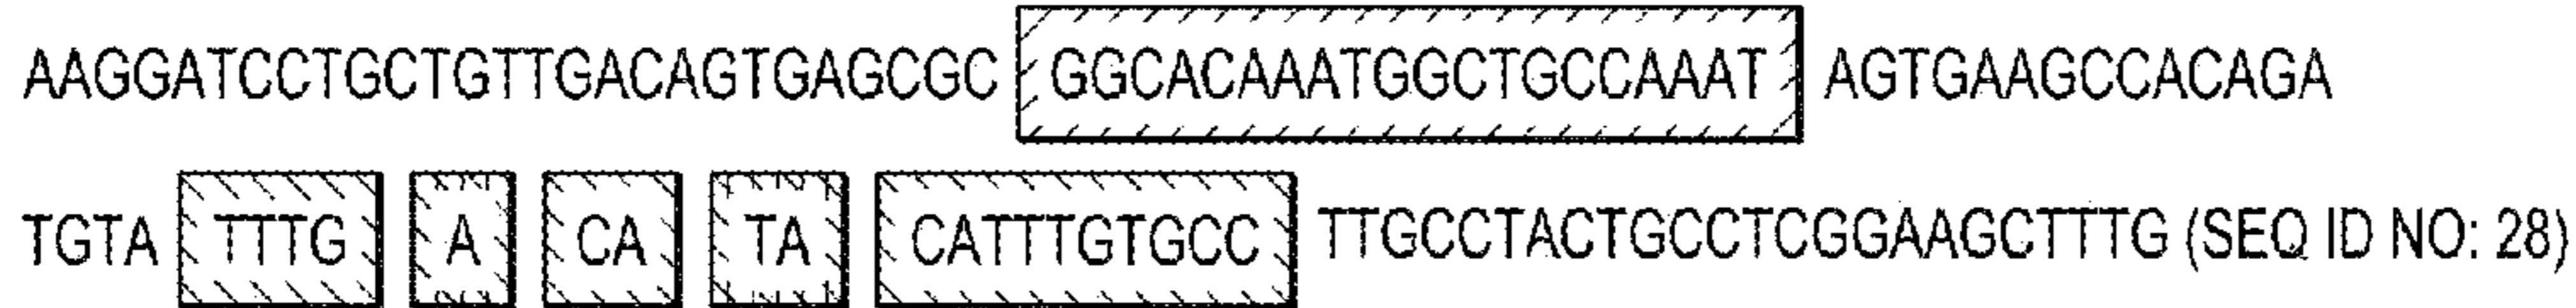 AAGGATCCTGCTGTTGACAGTGAGCGC GGCACAAATGGCTGCCAAAT AGTGAAGCCACAGA
TGTA TTTG A CA TA CATTTGTGCC TTGCCTACTGCCTCGGAAGCTTTG (SEQ ID NO: 28)